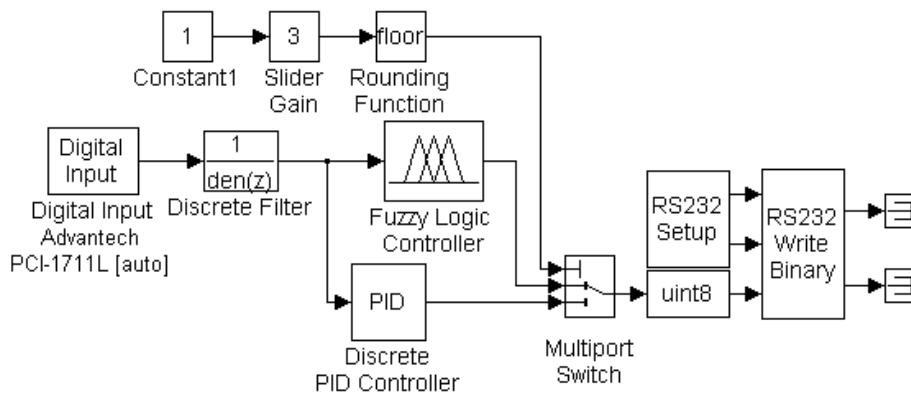 1
3
floor
Constant1
Slider
Gain
Rounding
Function
Digital
Input
1
den(z)
Digital Input
Advantech
PCI-1711L [auto]
Discrete Filter
Fuzzy Logic
Controller
PID
Discrete
PID Controller
Multiport
Switch
RS232
Setup
uint8
RS232
Write
Binary